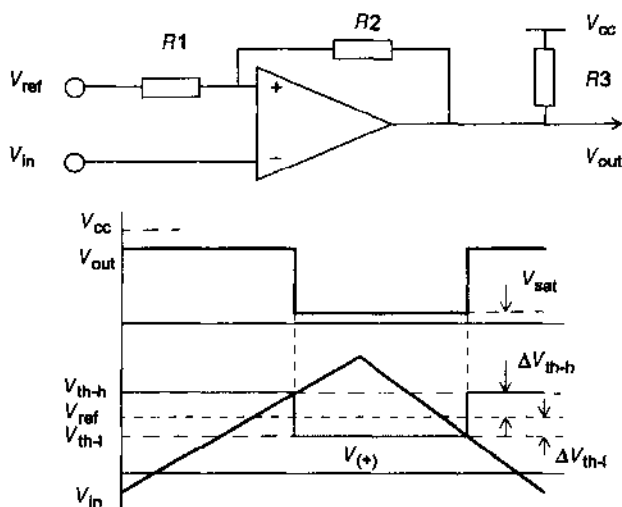 R1
R2
Vcc
R3
Vref
+
Vin
−
Vout
Vcc
Vout
Vsat
Vth-h
ΔVth-h
Vref
Vth-l
V(+)
ΔVth-l
Vin